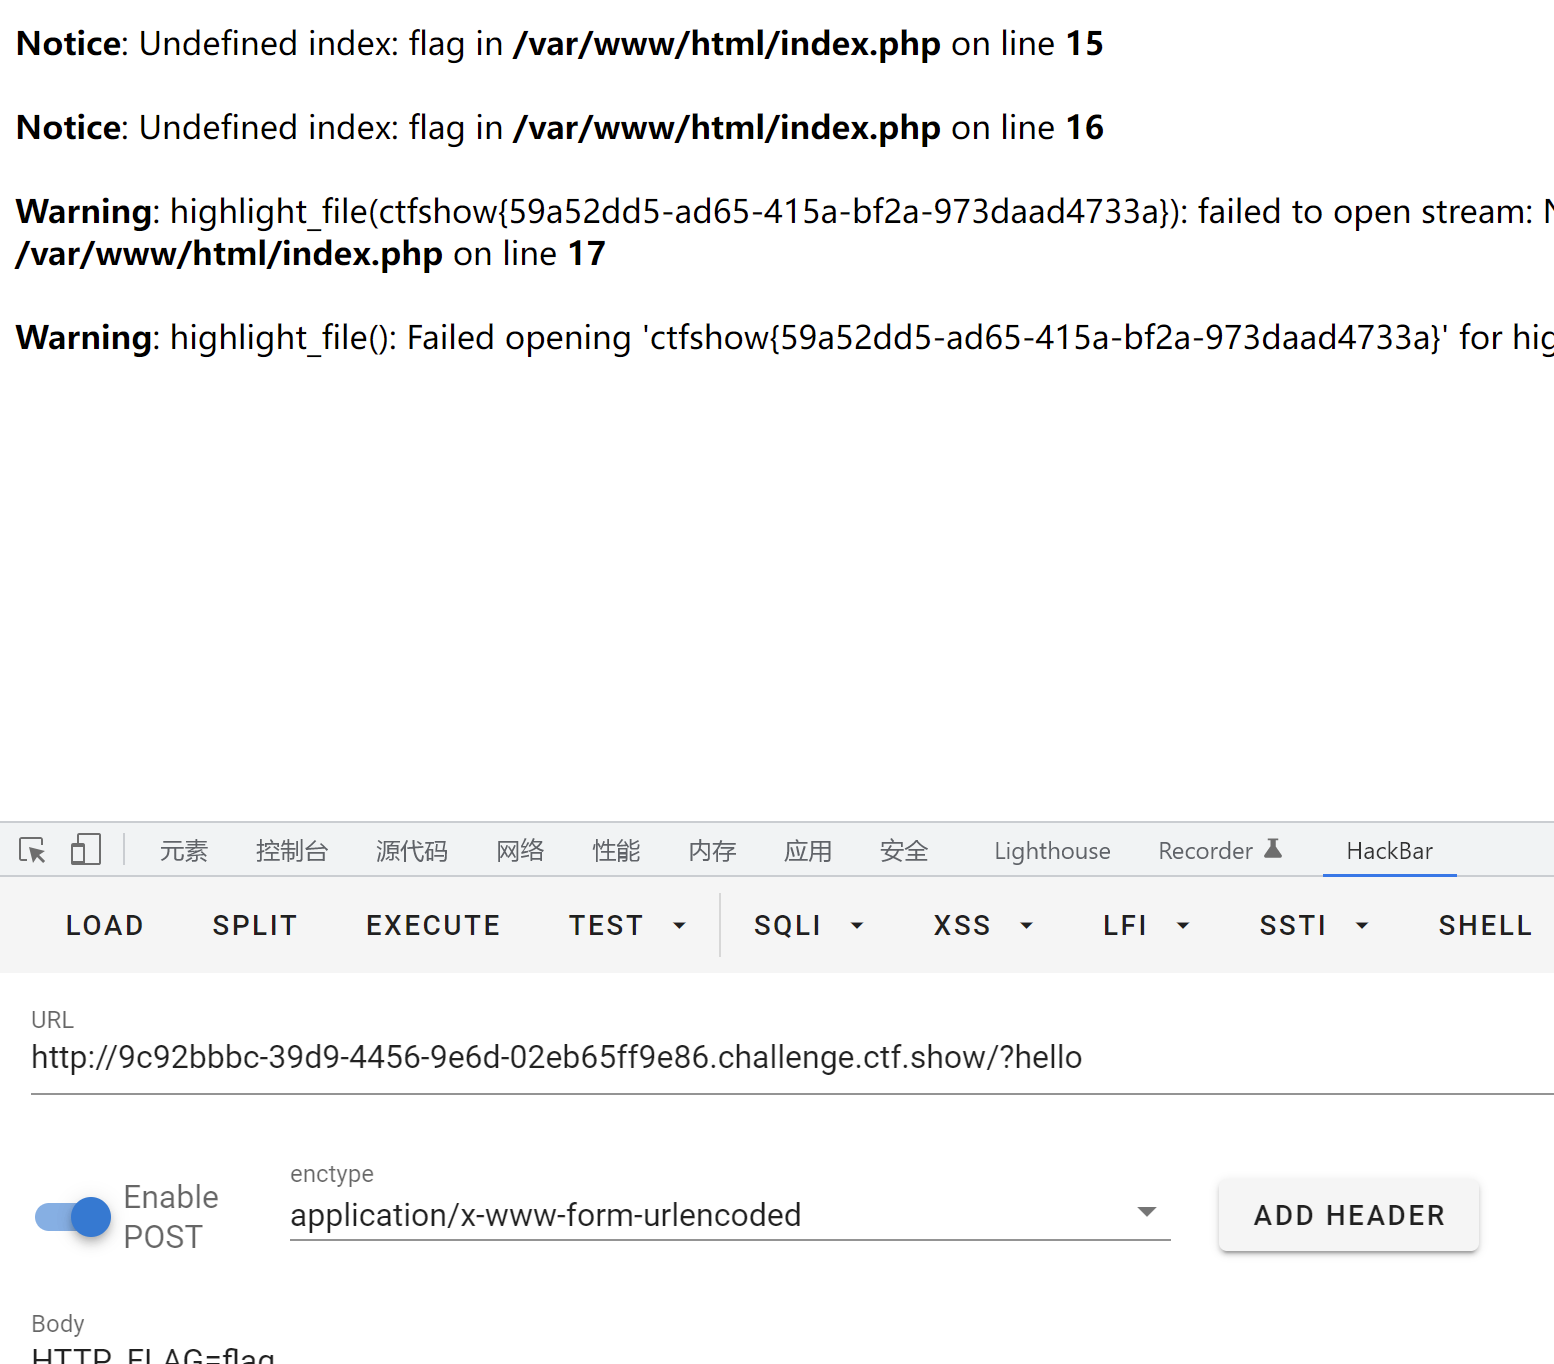 Notice: Undefined index: flag in /var/www/html/index.php on line 15
Notice: Undefined index: flag in /var/www/html/index.php on line 16
Warning: highlight_file(ctfshow{59a52dd5-ad65-415a-bf2a-973daad4733a}): failed to open stream:
/var/www/html/index.php on line 17
Warning: highlight_file(): Failed opening 'ctfshow{59a52dd5-ad65-415a-bf2a-973daad4733a}' for
元素 控制台 源代码 网络 性能 内存 应用 安全 Lighthouse Recorder HackBar
LOAD SPLIT EXECUTE TEST SQLI XSS LFI SSTI SHELL
URL
http://9c92bbbc-39d9-4456-9e6d-02eb65ff9e86.challenge.ctf.show/?hello
Enable
POST
enctype
application/x-www-form-urlencoded
ADD HEADER
Body
HTTP_FLAG=flag